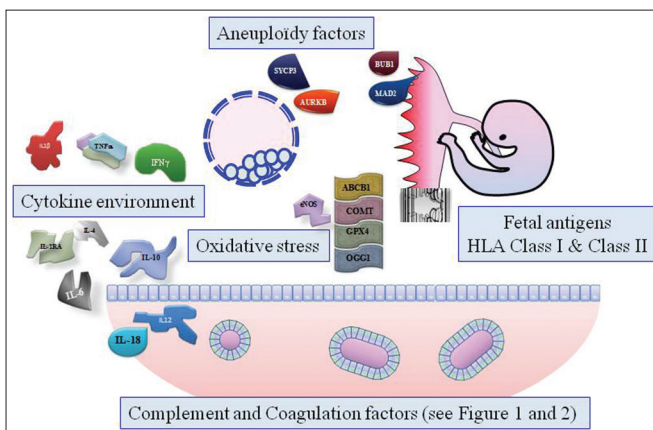 Aneuploïdy factors
SYCP3
AURKB
BUB1
MAD2
IL1β
TNFα
IFNγ
Cytokine environment
IL-1RA
IL-4
IL-10
IL-6
IL12
IL-18
eNOS
Oxidative stress
ABCB1
COMT
GPX4
OGG1
Fetal antigens
HLA Class I & Class II
Complement and Coagulation factors (see Figure 1 and 2)